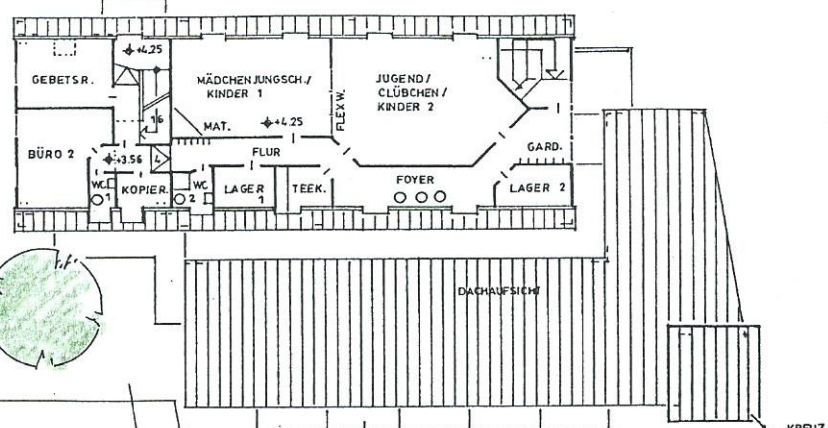 +4.25
GEBETSR.
MÄDCHENJUNGSCH./
KINDER 1
JUGEND/
CLÜBCHEN/
KINDER 2
FLEX W.
16
MAT.
+4.25
BÜRO 2
+3.56
4
FLUR
GARD.
WC
1
KOPIER.
WC
2
LAGER
1
TEEK.
FOYER
LAGER 2
DACHAUFSICHT
KREUZ